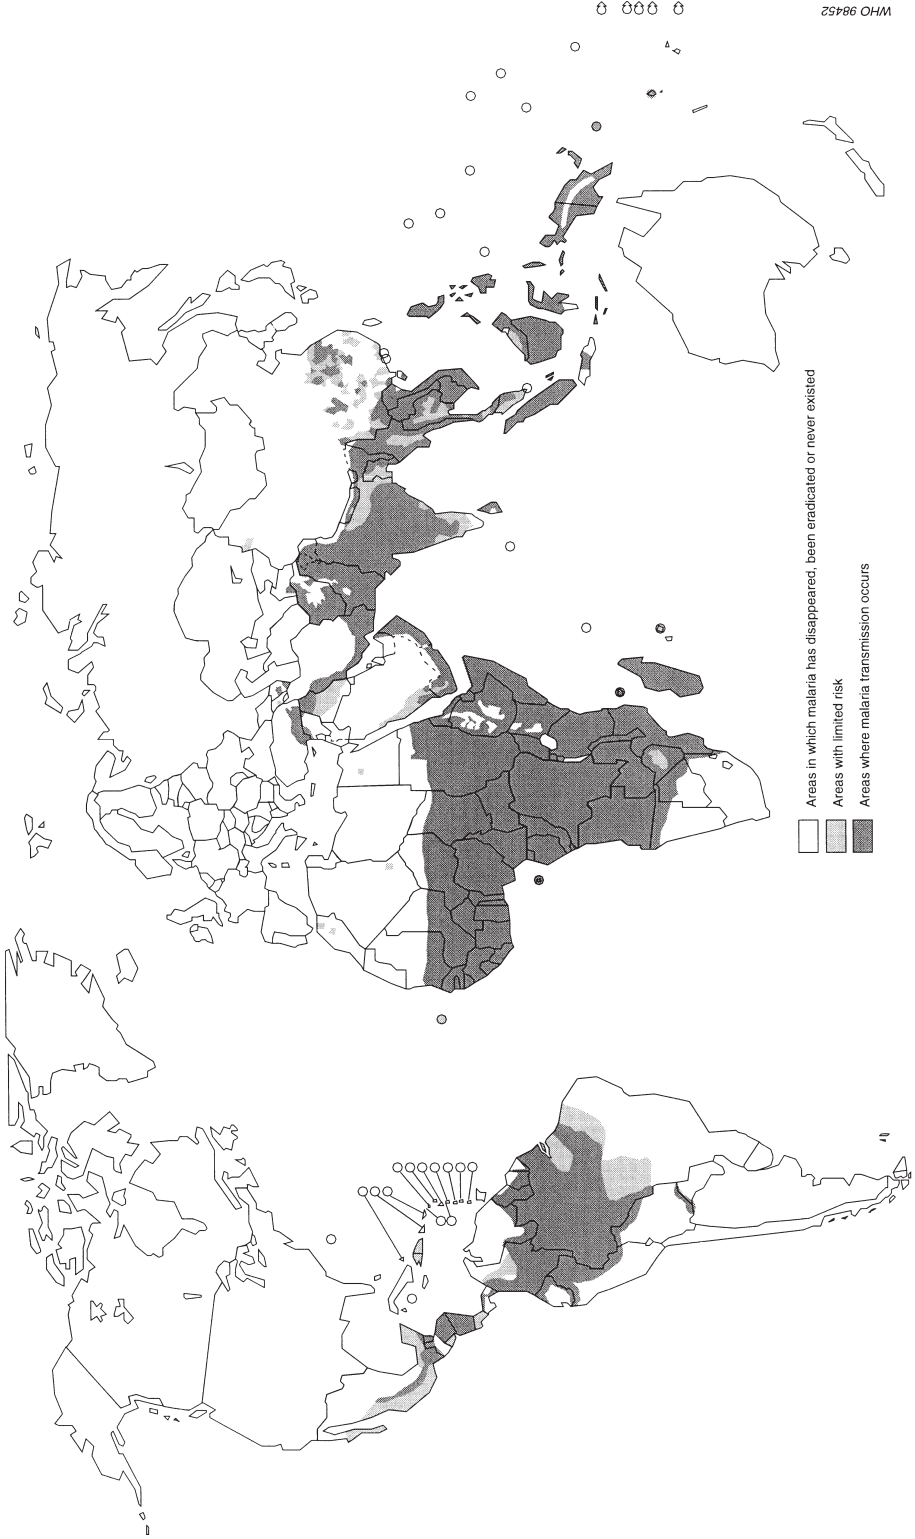 Areas in which malaria has disappeared, been eradicated or never existed
Areas with limited risk
Areas where malaria transmission occurs
WHO 98452